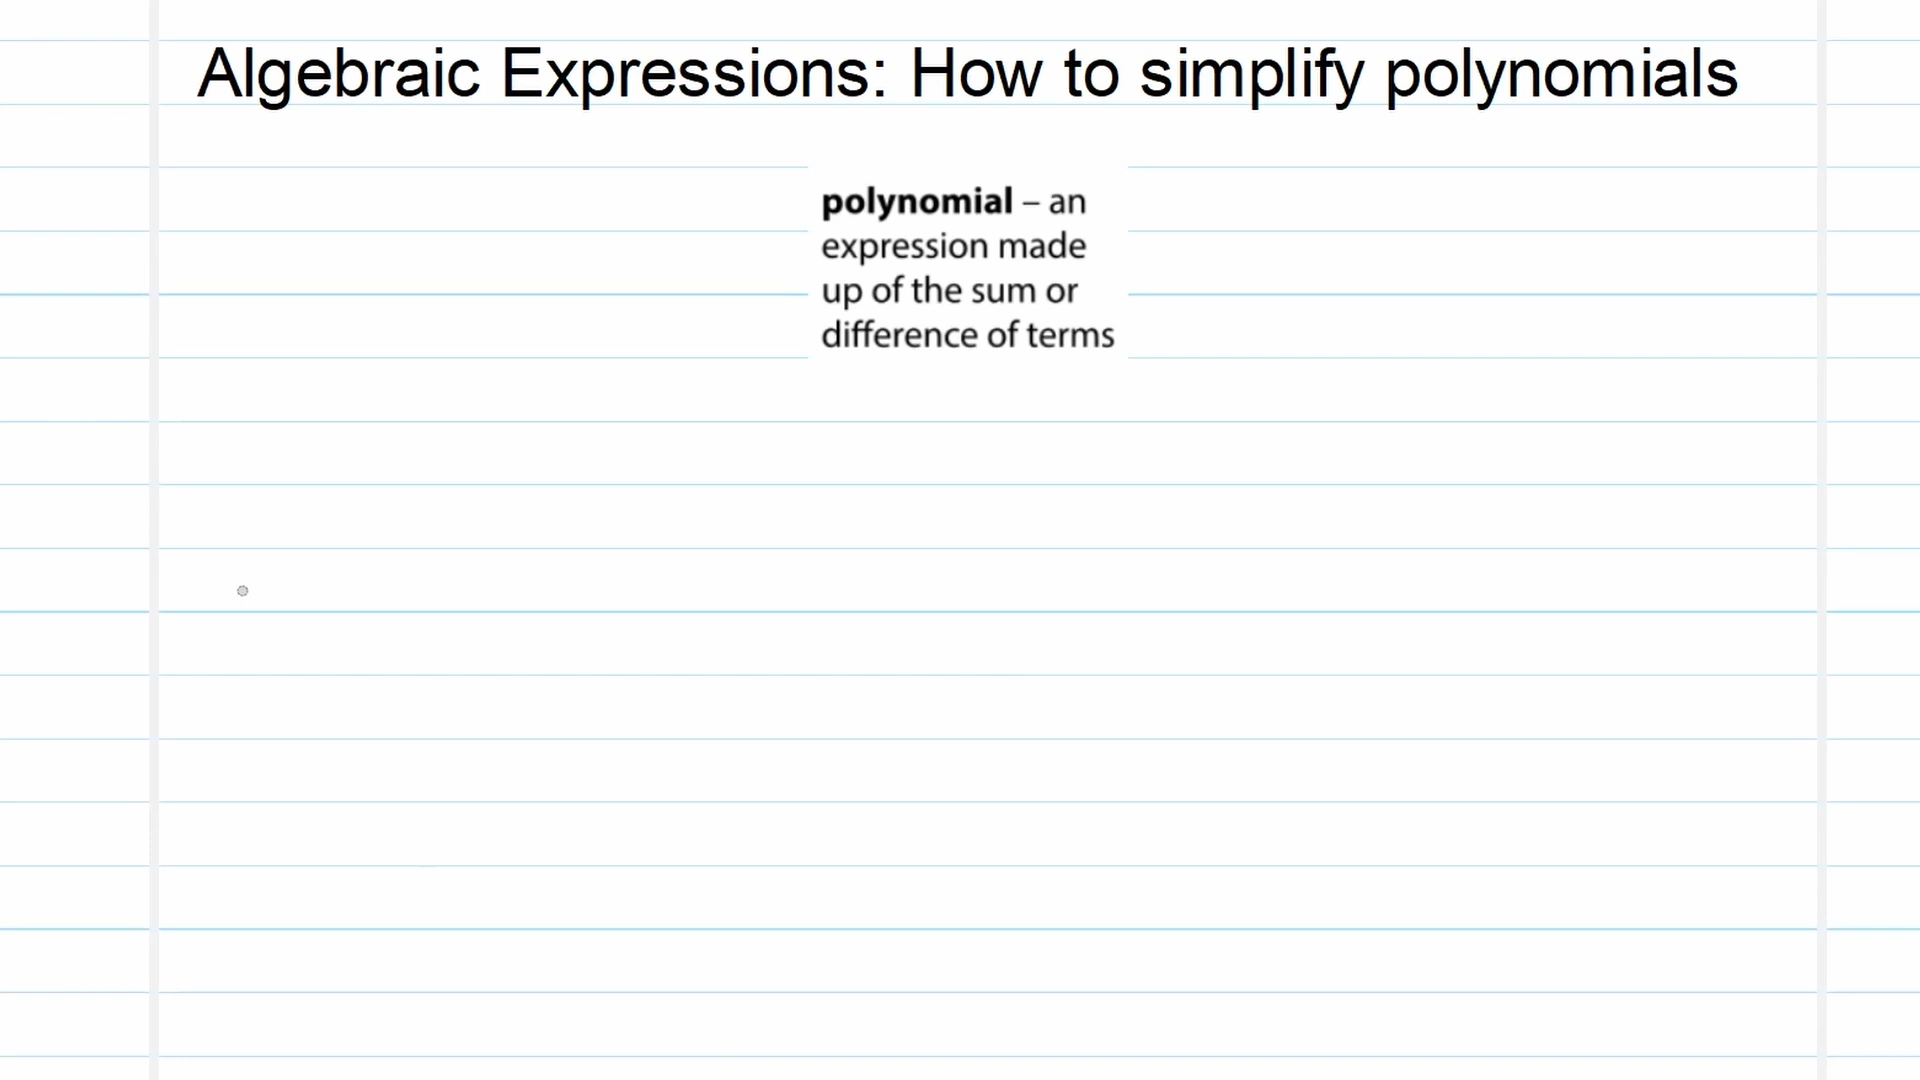 Algebraic Expressions: How to simplify polynomials
polynomial – an
expression made
up of the sum or
difference of terms